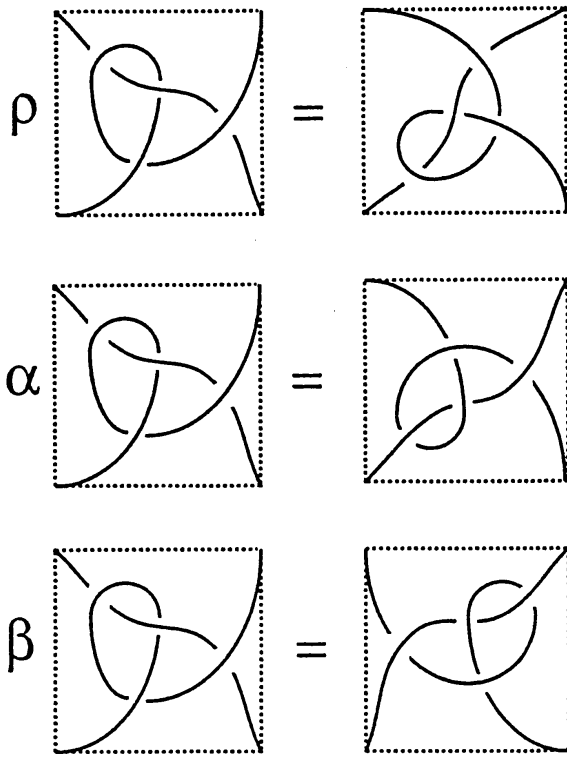 ρ =
α =
β =